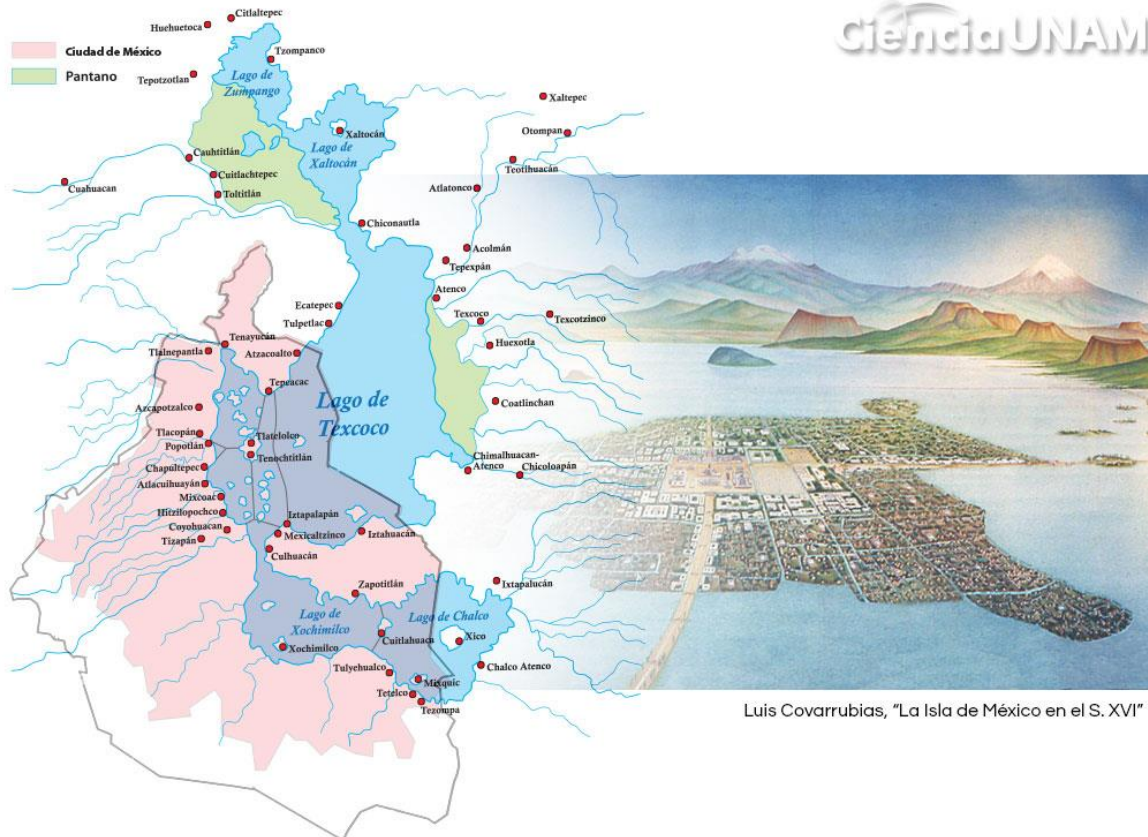 Citlaltepec
Huehuetoca
CienciaUNAM
Ciudad de México
Pantano
Tzompanco
Tepotzotlan
Lago de
Zumpango
Xaltepec
Xaltocán
Otompan
Lago de
Xaltocán
Cauhtitlán
Teotihuacán
Cuitlachtepec
Cuahuacan
Toltitlán
Atlatonco
Chiconautla
Acolmán
Tepexpán
Atenco
Ecatepec
Texcoco
Texcotzinco
Tulpetlac
Tenayucán
Huexotla
Tlalnepantla
Atzacoalto
Tepeacac
Lago de
Texcoco
Coatlinchan
Azcapotzalco
Tlacopán
Tlatelolco
Popotlán
Tenochtitlán
Chimalhuacan-
Atenco
Chicoloapán
Chapultepec
Atlacuihuayán
Mixcoac
Hitzilopochco
Iztapalapán
Coyohuacan
Mexicaltzinco
Iztahuacán
Tizapán
Culhuacán
Ixtapalucán
Zapotitlán
Lago de
Xochimilco
Lago de Chalco
Cuitlahuaca
Xico
Xochimilco
Tulyehualco
Chalco Atenco
Mixquic
Tetelco
Tezompa
Luis Covarrubias, “La Isla de México en el S. XVI”